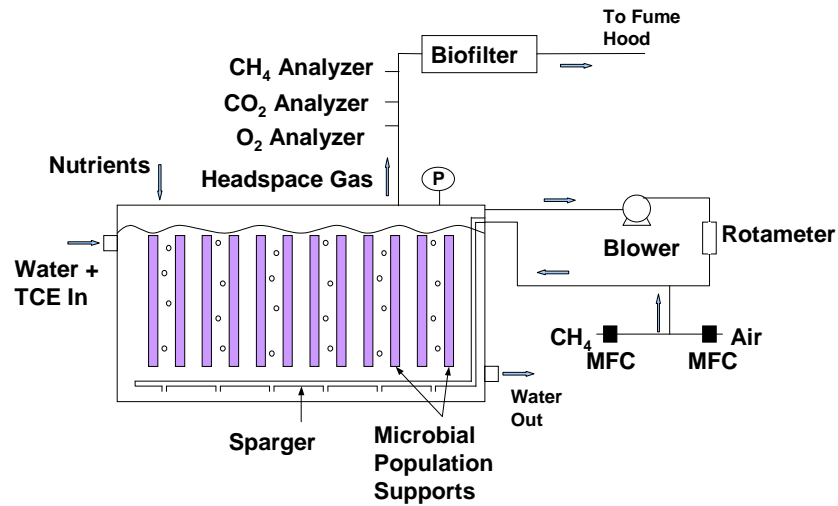 To Fume
Hood
Biofilter
CH₄ Analyzer
CO₂ Analyzer
O₂ Analyzer
Nutrients
Headspace Gas
P
Blower
Rotameter
Water +
TCE In
CH₄
Air
MFC
MFC
Water
Out
Sparger
Microbial
Population
Supports